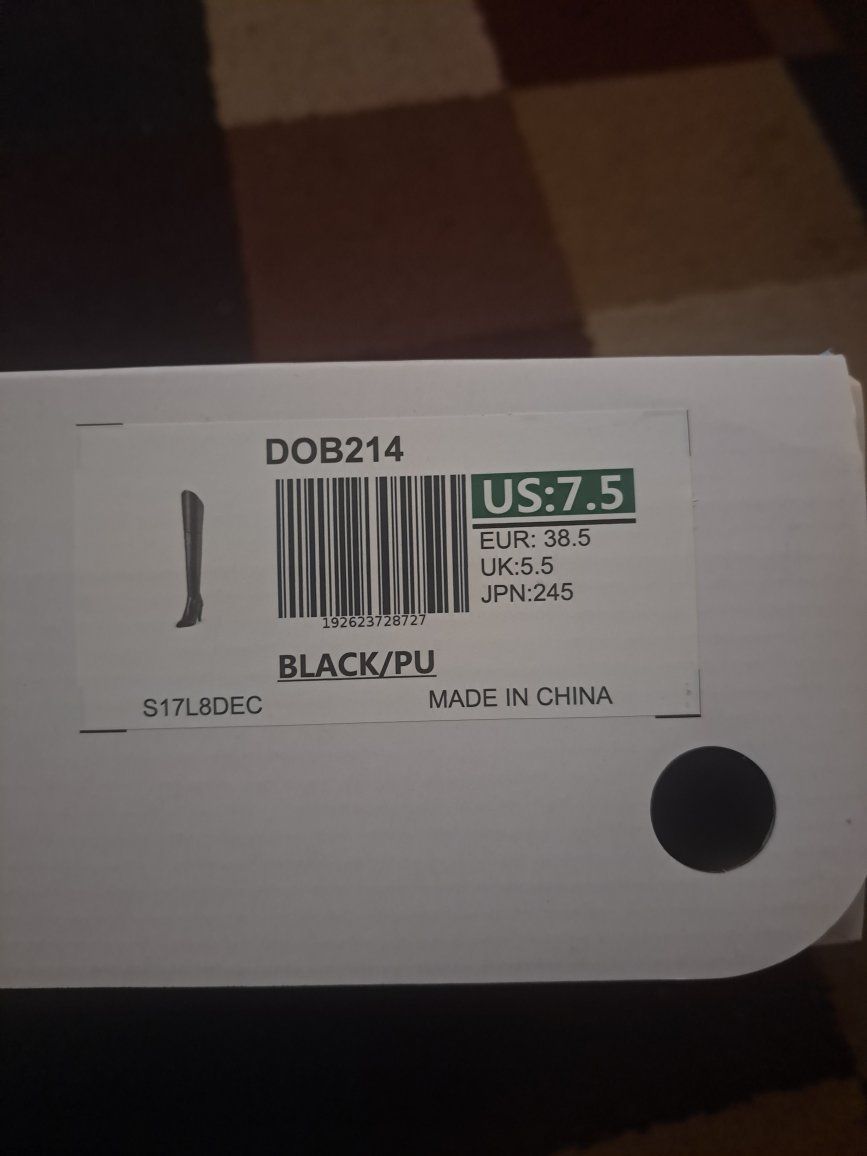 DOB214
US:7.5
EUR: 38.5
UK:5.5
JPN:245
192623728727
BLACK/PU
S17L8DEC
MADE IN CHINA